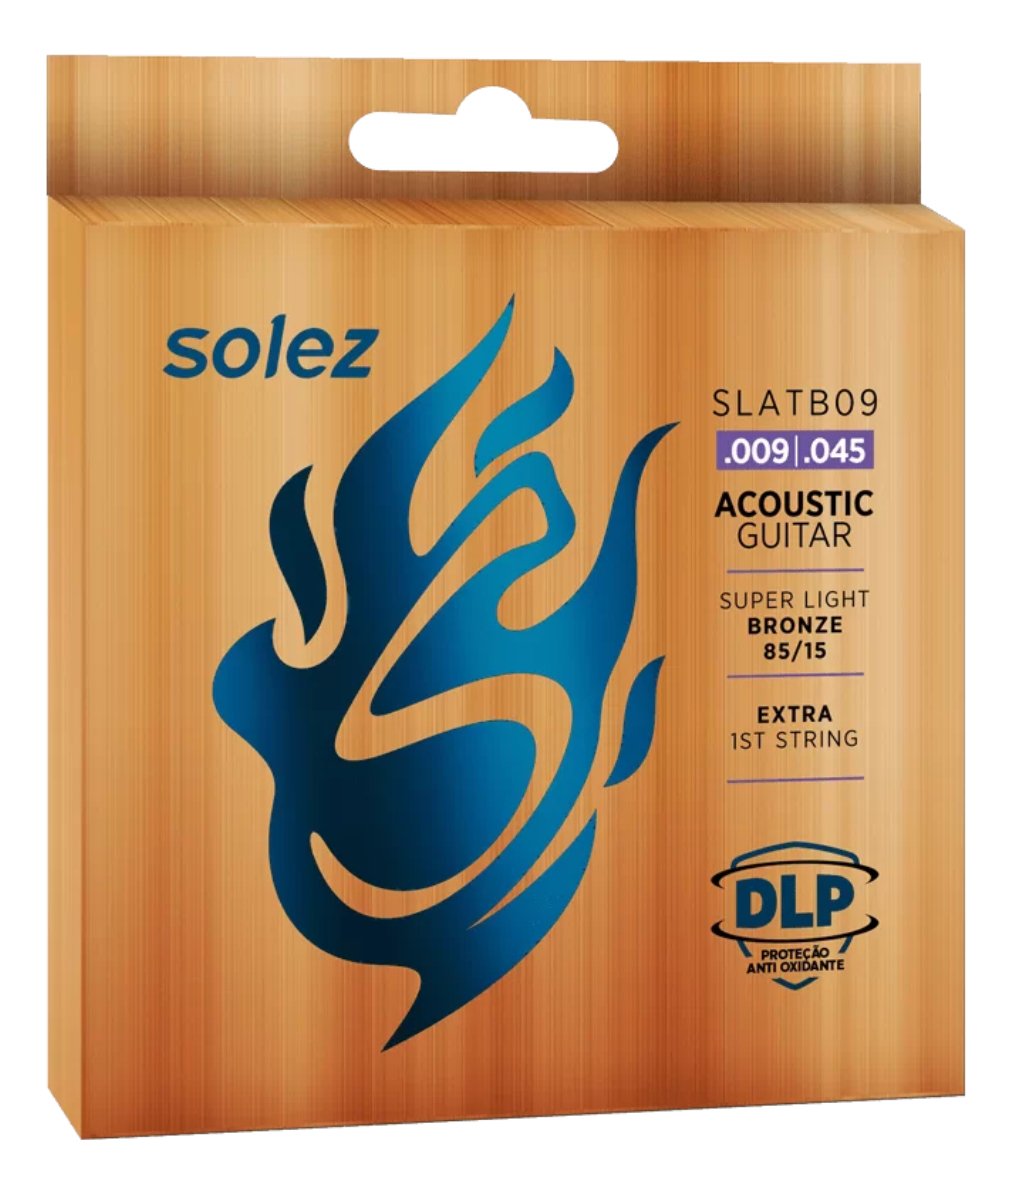 solez
SLATB09
.009|.045
ACOUSTIC
GUITAR
SUPER LIGHT
BRONZE
85/15
EXTRA
1ST STRING
DLP
PROTEÇÃO
ANTI OXIDANTE